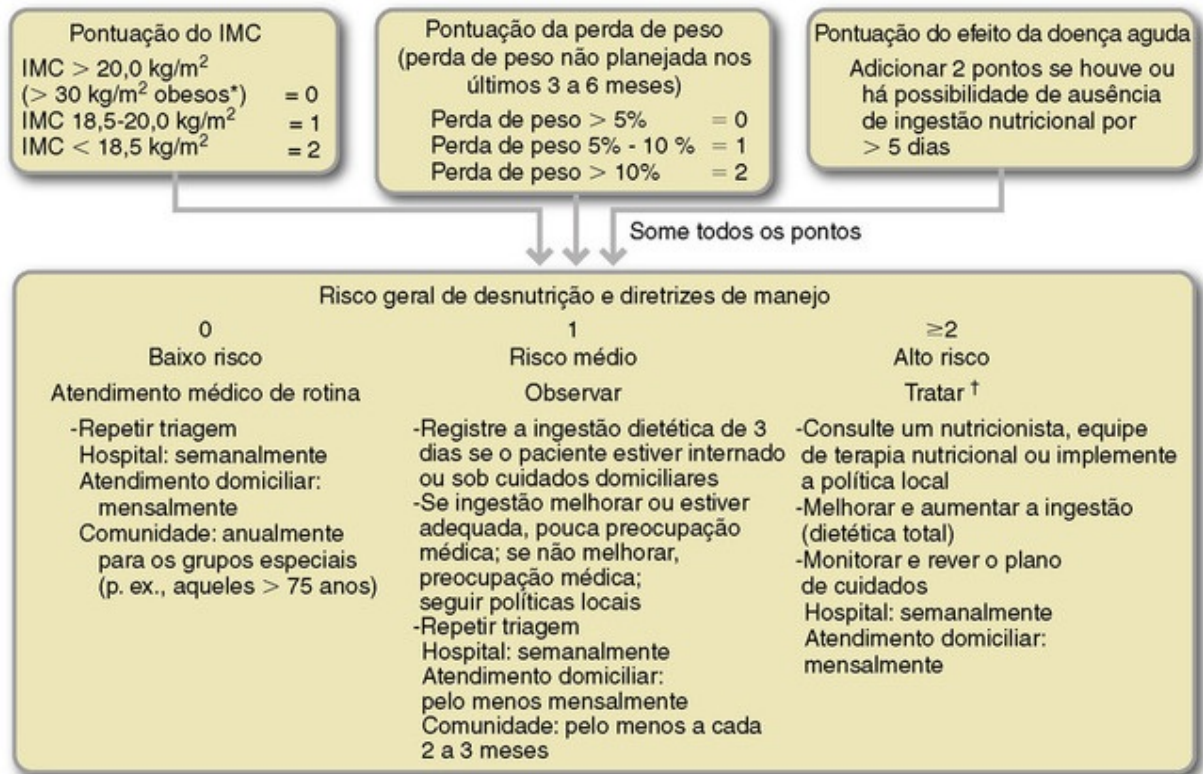 Pontuação do IMC
IMC > 20,0 kg/m²
(> 30 kg/m² obesos*) = 0
IMC 18,5-20,0 kg/m² = 1
IMC < 18,5 kg/m² = 2
Pontuação da perda de peso
(perda de peso não planejada nos
últimos 3 a 6 meses)
Perda de peso > 5% = 0
Perda de peso 5% - 10 % = 1
Perda de peso > 10% = 2
Pontuação do efeito da doença aguda
Adicionar 2 pontos se houve ou
há possibilidade de ausência
de ingestão nutricional por
> 5 dias
Some todos os pontos
Risco geral de desnutrição e diretrizes de manejo
0
Baixo risco
Atendimento médico de rotina
-Repetir triagem
Hospital: semanalmente
Atendimento domiciliar:
mensalmente
Comunidade: anualmente
para os grupos especiais
(p. ex., aqueles > 75 anos)
1
Risco médio
Observar
-Registre a ingestão dietética de 3
dias se o paciente estiver internado
ou sob cuidados domiciliares
-Se ingestão melhorar ou estiver
adequada, pouca preocupação
médica; se não melhorar,
preocupação médica;
seguir políticas locais
-Repetir triagem
Hospital: semanalmente
Atendimento domiciliar:
pelo menos mensalmente
Comunidade: pelo menos a cada
2 a 3 meses
≥2
Alto risco
Tratar †
-Consulte um nutricionista, equipe
de terapia nutricional ou implemente
a política local
-Melhorar e aumentar a ingestão
(dietética total)
-Monitorar e rever o plano
de cuidados
Hospital: semanalmente
Atendimento domiciliar:
mensalmente